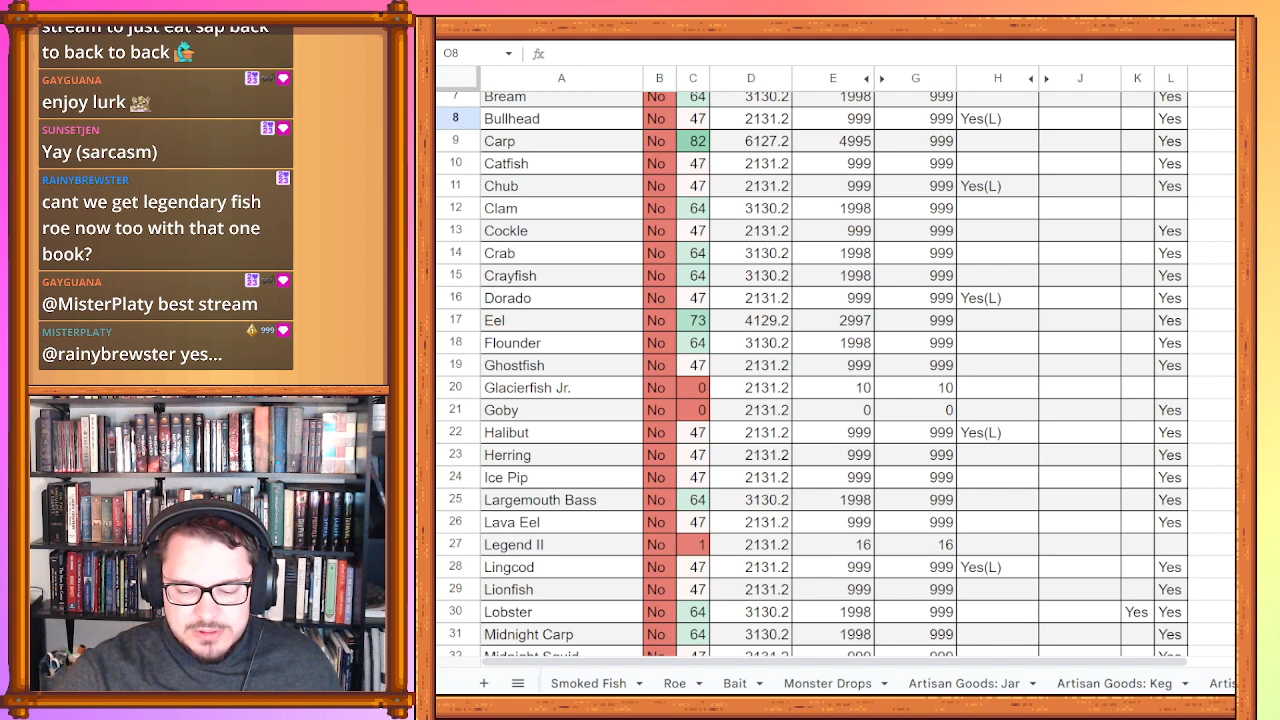 stream to just eat sap back
to back to back
GAYGUANA
enjoy lurk
SUNSETJEN
Yay (sarcasm)
RAINYBREWSTER
cant we get legendary fish
roe now too with that one
book?
GAYGUANA
@MisterPlaty best stream
MISTERPLATY 999
@rainybrewster yes...
O8 fx
A B C D E G H J K L
7 Bream No 64 3130.2 1998 999 Yes
8 Bullhead No 47 2131.2 999 999 Yes(L) Yes
9 Carp No 82 6127.2 4995 999 Yes
10 Catfish No 47 2131.2 999 999 Yes
11 Chub No 47 2131.2 999 999 Yes(L) Yes
12 Clam No 64 3130.2 1998 999
13 Cockle No 47 2131.2 999 999 Yes
14 Crab No 64 3130.2 1998 999 Yes
15 Crayfish No 64 3130.2 1998 999 Yes
16 Dorado No 47 2131.2 999 999 Yes(L) Yes
17 Eel No 73 4129.2 2997 999 Yes
18 Flounder No 64 3130.2 1998 999 Yes
19 Ghostfish No 47 2131.2 999 999 Yes
20 Glacierfish Jr. No 0 2131.2 10 10
21 Goby No 0 2131.2 0 0 Yes
22 Halibut No 47 2131.2 999 999 Yes(L) Yes
23 Herring No 47 2131.2 999 999 Yes
24 Ice Pip No 47 2131.2 999 999 Yes
25 Largemouth Bass No 64 3130.2 1998 999 Yes
26 Lava Eel No 47 2131.2 999 999 Yes
27 Legend II No 1 2131.2 16 16
28 Lingcod No 47 2131.2 999 999 Yes(L) Yes
29 Lionfish No 47 2131.2 999 999 Yes
30 Lobster No 64 3130.2 1998 999 Yes Yes
31 Midnight Carp No 64 3130.2 1998 999 Yes
32 Midnight Squid No 47 2131.2 999 999 Yes
+ Smoked Fish Roe Bait Monster Drops Artisan Goods: Jar Artisan Goods: Keg Artis